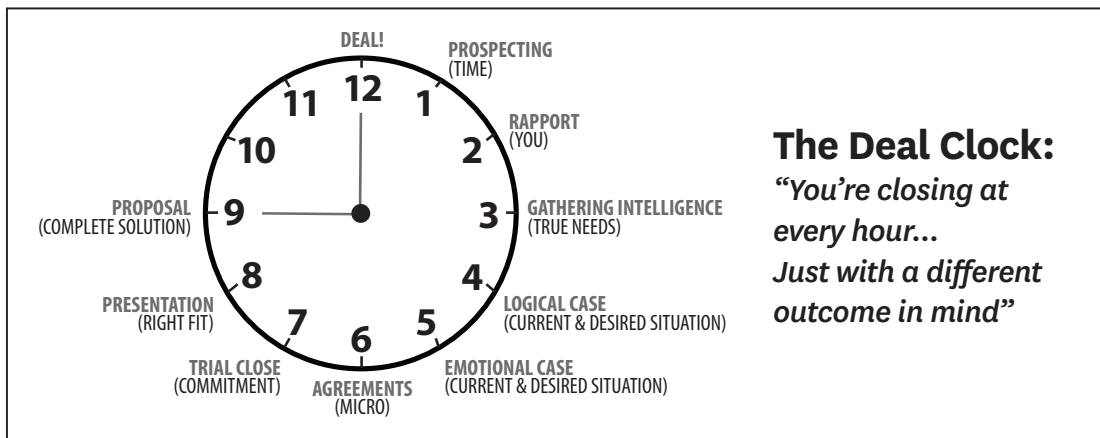 DEAL!
12
PROSPECTING
(TIME)
1
RAPPORT
(YOU)
2
GATHERING INTELLIGENCE
(TRUE NEEDS)
3
LOGICAL CASE
(CURRENT & DESIRED SITUATION)
4
EMOTIONAL CASE
(CURRENT & DESIRED SITUATION)
5
AGREEMENTS
(MICRO)
6
TRIAL CLOSE
(COMMITMENT)
7
PRESENTATION
(RIGHT FIT)
8
PROPOSAL
(COMPLETE SOLUTION)
9
10
11
The Deal Clock:
“You’re closing at
every hour...
Just with a different
outcome in mind”